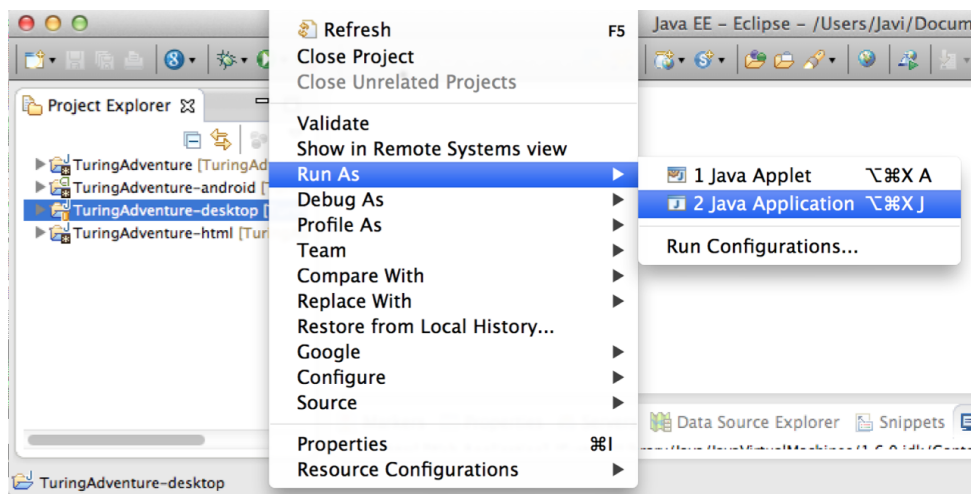 Java EE - Eclipse - /Users/Javi/Docum
Project Explorer
TuringAdventure [TuringAd
TuringAdventure-android [
TuringAdventure-desktop [
TuringAdventure-html [Turi
Refresh F5
Close Project
Close Unrelated Projects
Validate
Show in Remote Systems view
Run As
Debug As
Profile As
Team
Compare With
Replace With
Restore from Local History...
Google
Configure
Source
Properties ⌘I
Resource Configurations
1 Java Applet ⌥⌘X A
2 Java Application ⌥⌘X J
Run Configurations...
Data Source Explorer Snippets
TuringAdventure-desktop